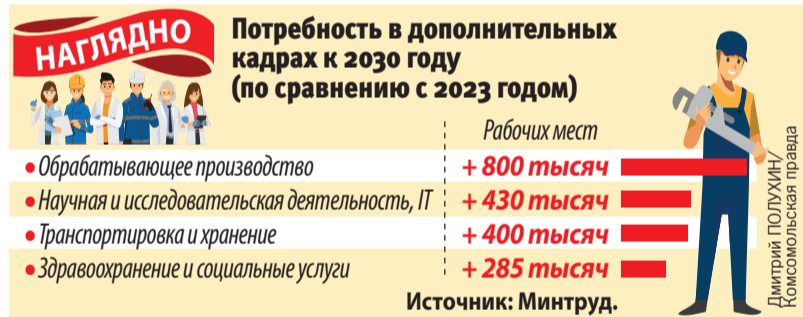 НАГЛЯДНО
Потребность в дополнительных
кадрах к 2030 году
(по сравнению с 2023 годом)
Рабочих мест
• Обрабатывающее производство + 800 тысяч
• Научная и исследовательская деятельность, IT + 430 тысяч
• Транспортировка и хранение + 400 тысяч
• Здравоохранение и социальные услуги + 285 тысяч
Источник: Минтруд.
Дмитрий ПОЛУХИН/
Комсомольская правда